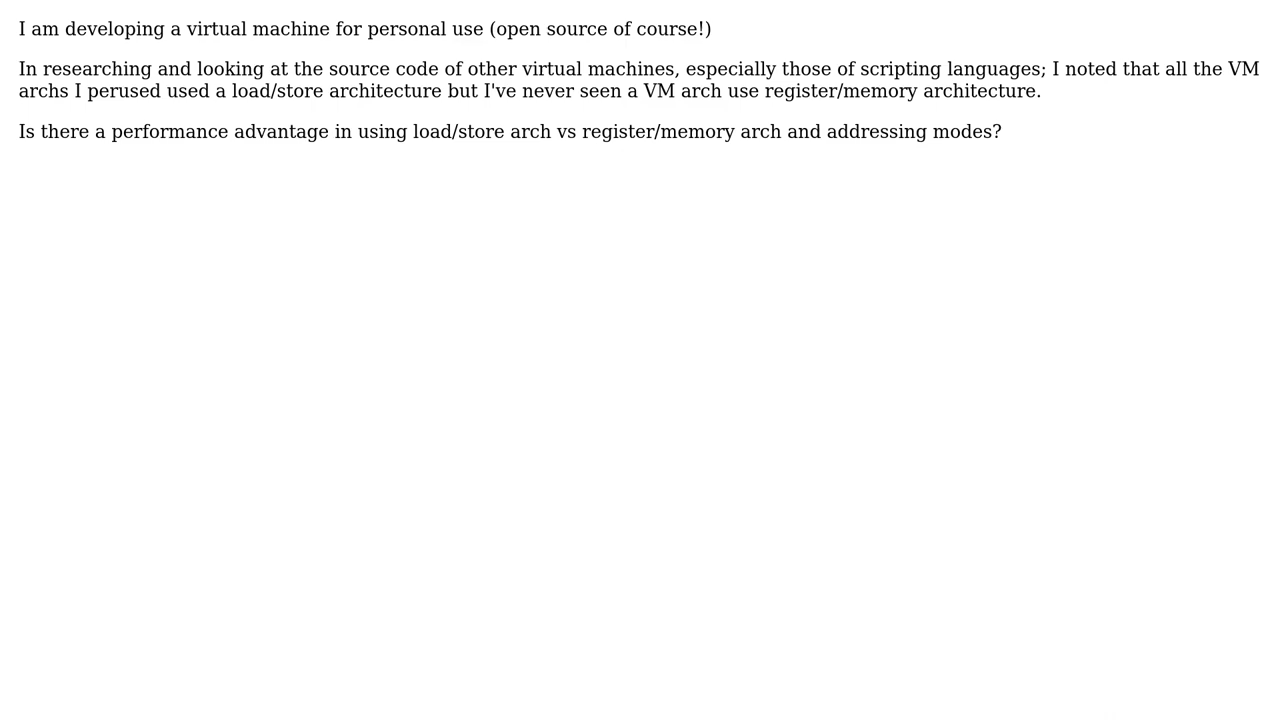 I am developing a virtual machine for personal use (open source of course!)
In researching and looking at the source code of other virtual machines, especially those of scripting languages; I noted that all the VM
archs I perused used a load/store architecture but I've never seen a VM arch use register/memory architecture.
Is there a performance advantage in using load/store arch vs register/memory arch and addressing modes?